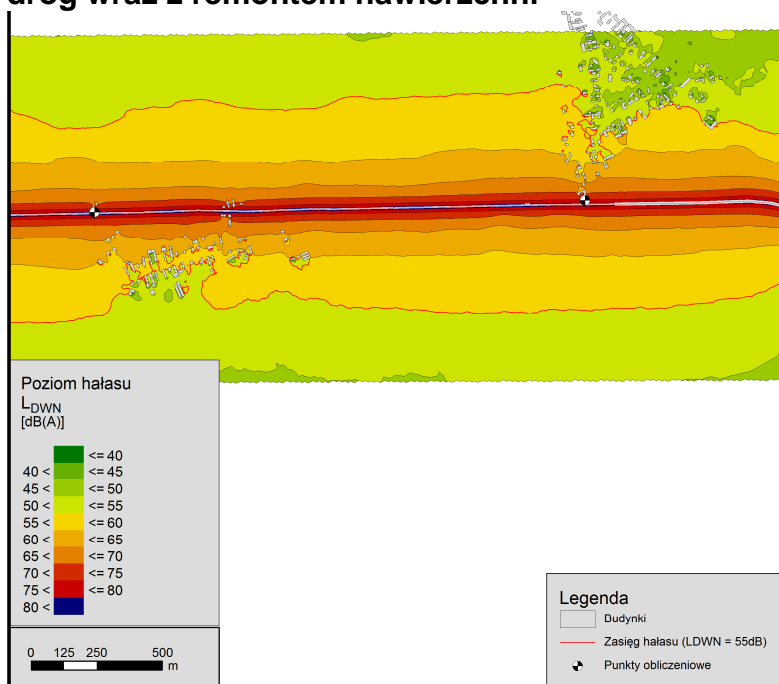 dróg wraz z remontem nawierzchni
Poziom hałasu
LDWN
[dB(A)]
<= 40
40 < <= 45
45 < <= 50
50 < <= 55
55 < <= 60
60 < <= 65
65 < <= 70
70 < <= 75
75 < <= 80
80 <
0 125 250 500
m
Legenda
Budynki
Zasięg hałasu (LDWN = 55dB)
Punkty obliczeniowe